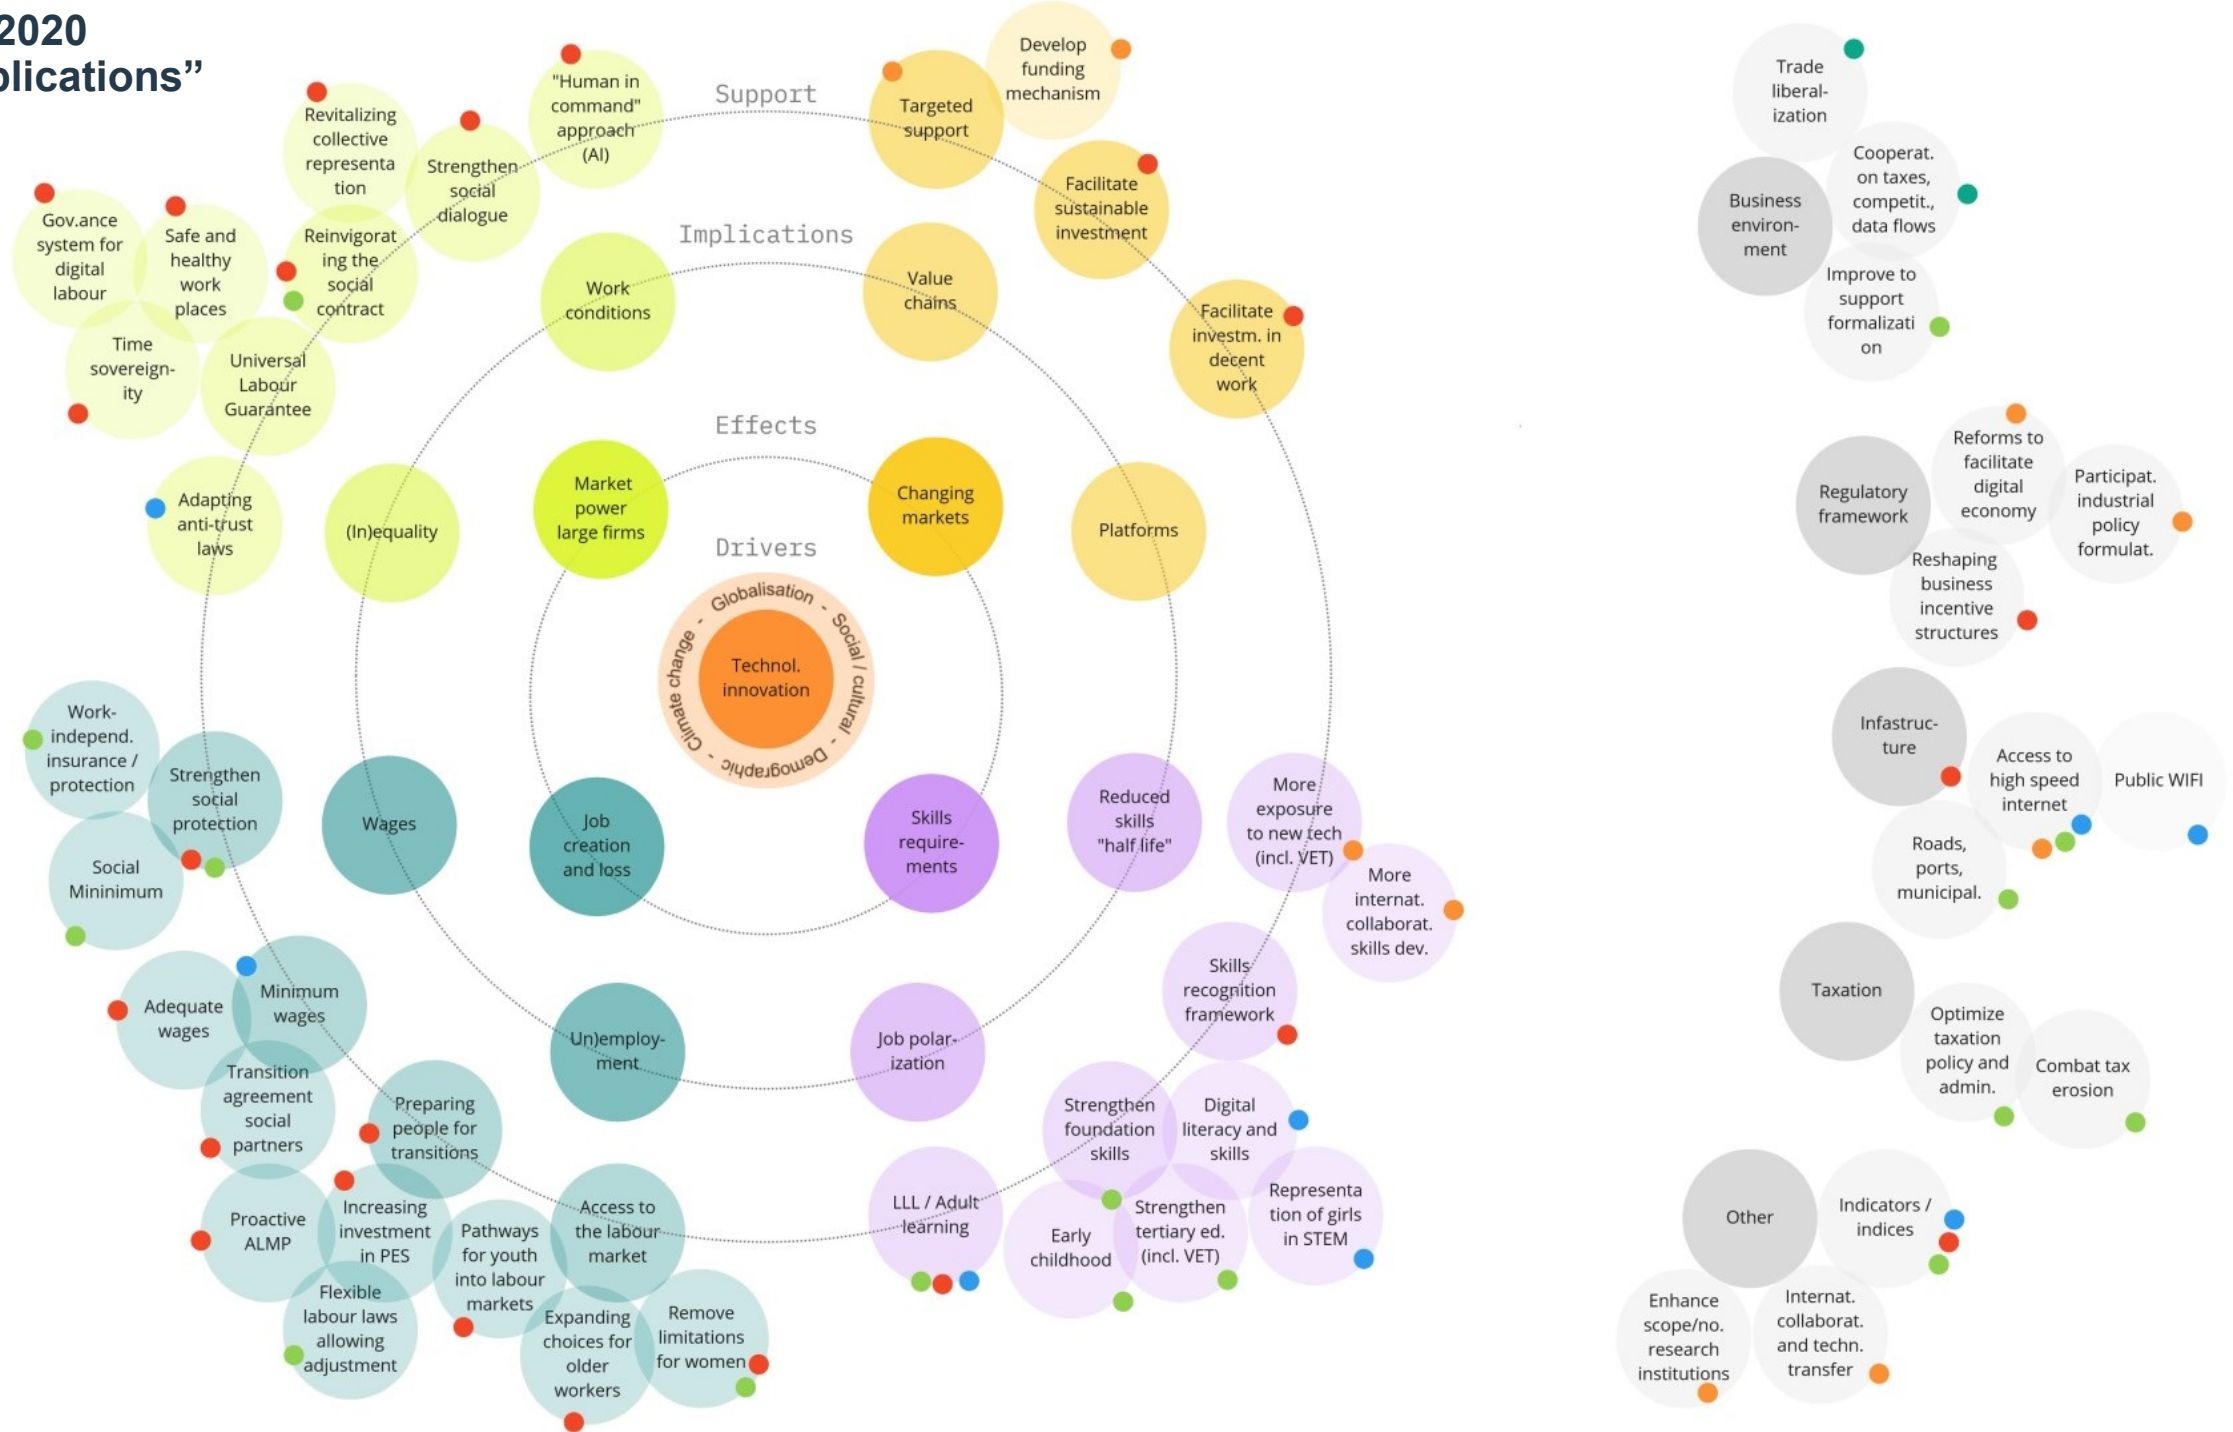 2020
plications”
Support
Implications
Effects
Drivers
Climate change - Globalisation - Social / cultural - Demographic -
Technol.
innovation
Market
power
large firms
Changing
markets
Job
creation
and loss
Skills
require-
ments
Work
conditions
Value
chains
(In)equality
Platforms
Wages
Reduced
skills
"half life"
Un)employ-
ment
Job polar-
ization
"Human in
command"
approach
(AI)
Revitalizing
collective
representa
tion
Strengthen
social
dialogue
Gov.ance
system for
digital
labour
Safe and
healthy
work
places
Reinvigorat
ing the
social
contract
Time
sovereign-
ity
Universal
Labour
Guarantee
Adapting
anti-trust
laws
Targeted
support
Develop
funding
mechanism
Facilitate
sustainable
investment
Facilitate
investm. in
decent
work
Work-
independ.
insurance /
protection
Strengthen
social
protection
Social
Mininimum
Adequate
wages
Minimum
wages
Transition
agreement
social
partners
Preparing
people for
transitions
Proactive
ALMP
Increasing
investment
in PES
Flexible
labour laws
allowing
adjustment
Pathways
for youth
into labour
markets
Access to
the labour
market
Expanding
choices for
older
workers
Remove
limitations
for women
More
exposure
to new tech
(incl. VET)
More
internat.
collaborat.
skills dev.
Skills
recognition
framework
Strengthen
foundation
skills
Digital
literacy and
skills
LLL / Adult
learning
Early
childhood
Strengthen
tertiary ed.
(incl. VET)
Representa
tion of girls
in STEM
Trade
liberal-
ization
Business
environ-
ment
Cooperat.
on taxes,
competit.,
data flows
Improve to
support
formalizati
on
Regulatory
framework
Reforms to
facilitate
digital
economy
Participat.
industrial
policy
formulat.
Reshaping
business
incentive
structures
Infastruc-
ture
Access to
high speed
internet
Public WIFI
Roads,
ports,
municipal.
Taxation
Optimize
taxation
policy and
admin.
Combat tax
erosion
Other
Indicators /
indices
Enhance
scope/no.
research
institutions
Internat.
collaborat.
and techn.
transfer